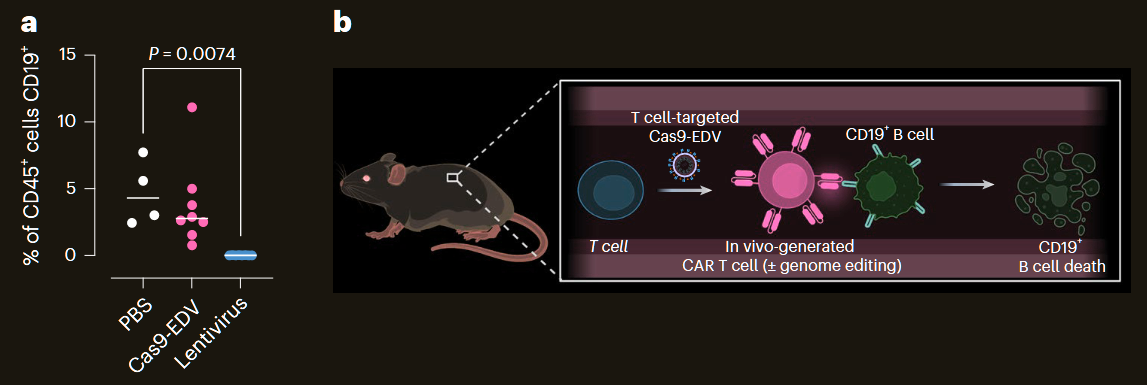 a
% of CD45⁺ cells CD19⁺
15
10
5
0
P = 0.0074
PBS
Cas9-EDV
Lentivirus
b
T cell-targeted
Cas9-EDV
CD19⁺ B cell
T cell
In vivo-generated
CAR T cell (± genome editing)
CD19⁺
B cell death